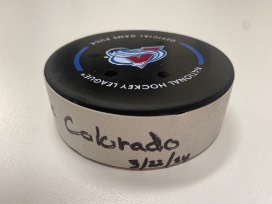 OFFICIAL GAME PUCK
NATIONAL HOCKEY LEAGUE
Colorado
3/22/24